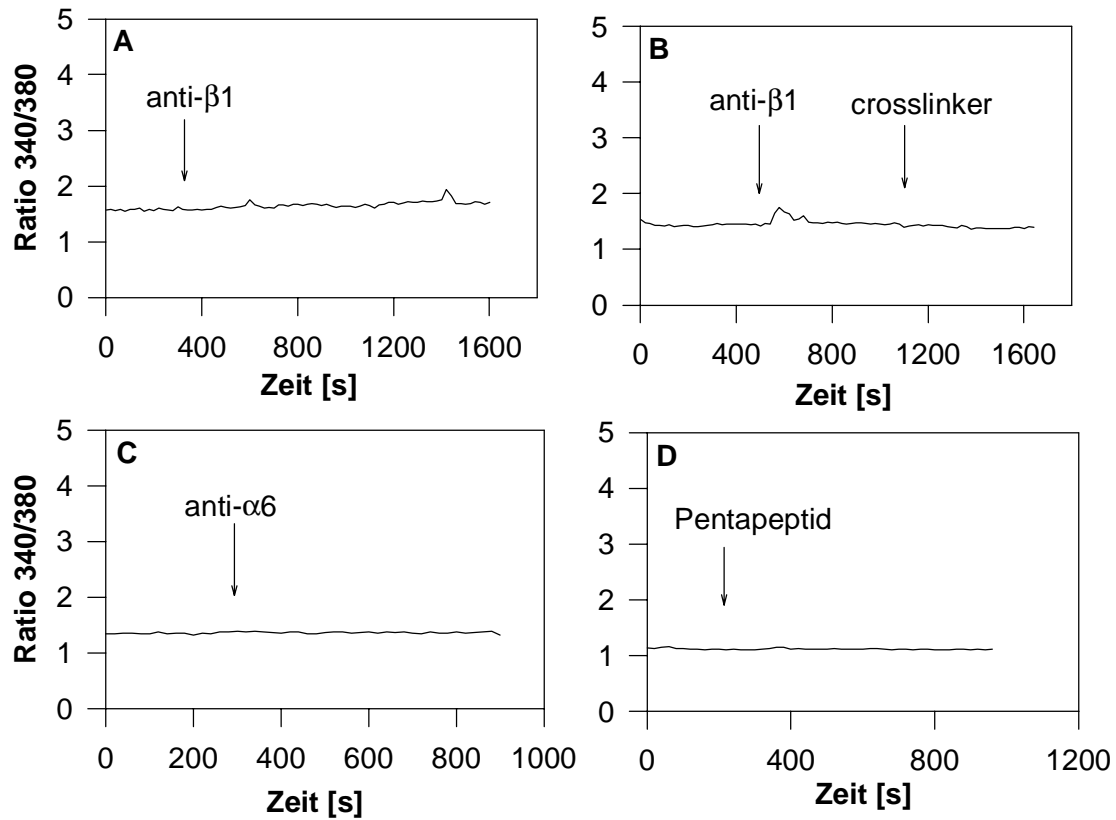 A
anti-β1
Ratio 340/380
5
4
3
2
1
0
0 400 800 1200 1600
Zeit [s]
B
anti-β1 crosslinker
5
4
3
2
1
0
0 400 800 1200 1600
Zeit [s]
C
anti-α6
Ratio 340/380
5
4
3
2
1
0
0 200 400 600 800 1000
Zeit [s]
D
Pentapeptid
5
4
3
2
1
0
0 400 800 1200
Zeit [s]